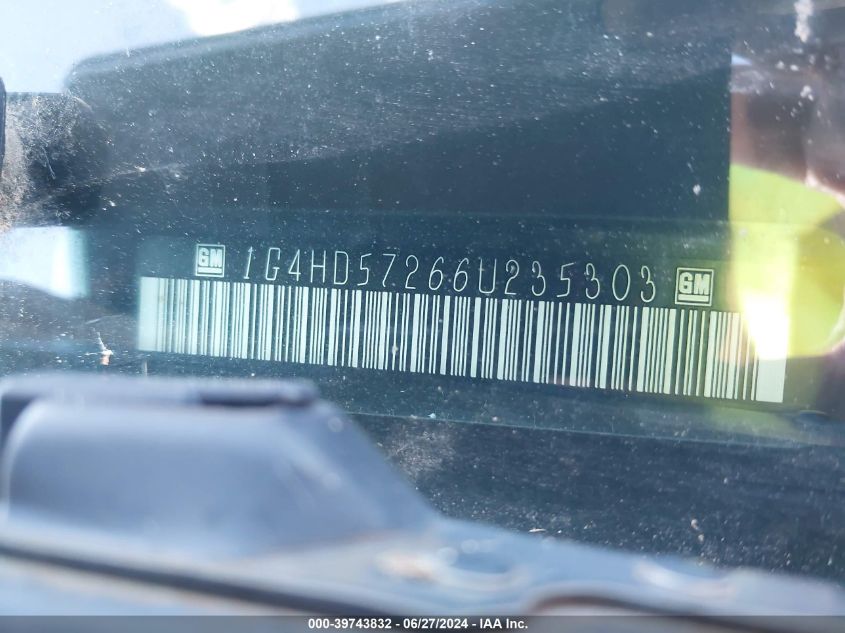 GM 1G4HD57266U235303 GM
000-39743832 - 06/27/2024 - IAA Inc.